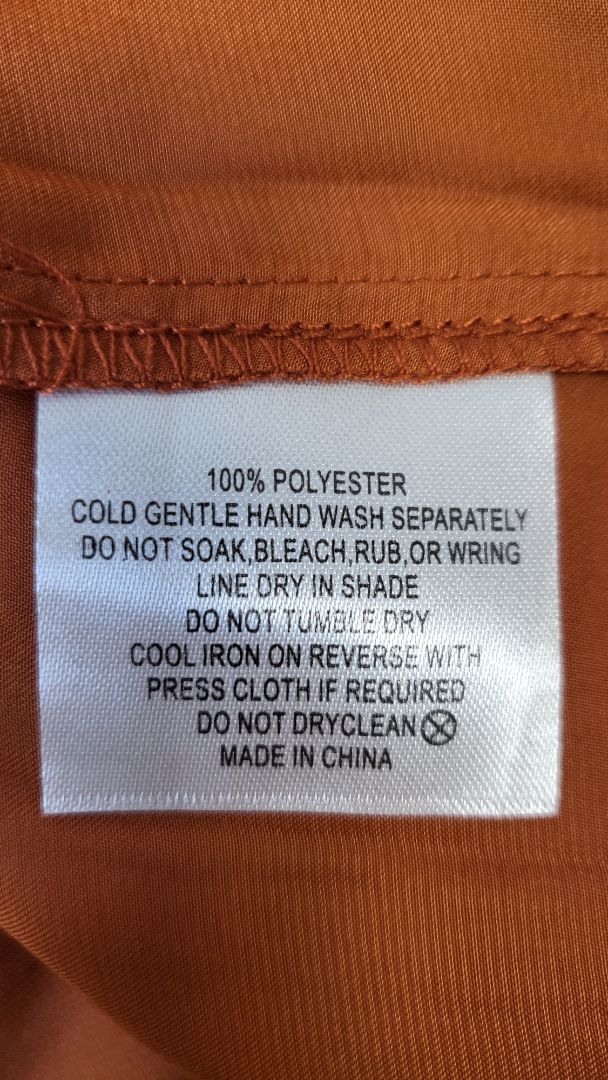 100% POLYESTER
COLD GENTLE HAND WASH SEPARATELY
DO NOT SOAK,BLEACH,RUB,OR WRING
LINE DRY IN SHADE
DO NOT TUMBLE DRY
COOL IRON ON REVERSE WITH
PRESS CLOTH IF REQUIRED
DO NOT DRYCLEAN
MADE IN CHINA